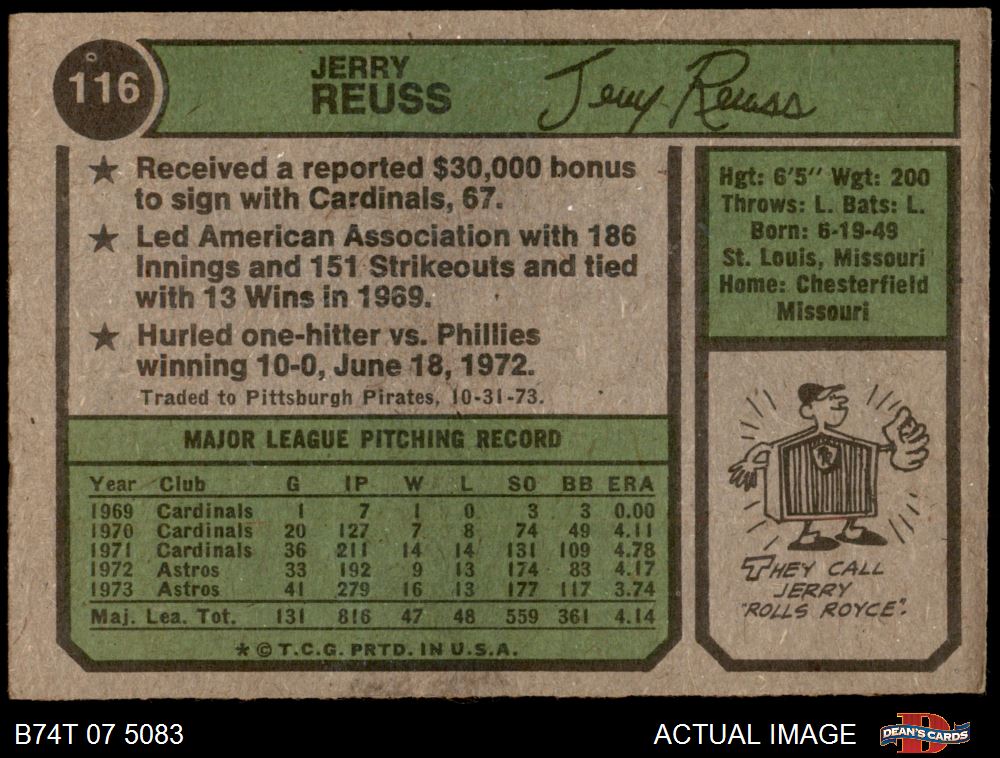 116
JERRY
REUSS
Jerry Reuss
★ Received a reported $30,000 bonus
to sign with Cardinals, 67.
★ Led American Association with 186
Innings and 151 Strikeouts and tied
with 13 Wins in 1969.
★ Hurled one-hitter vs. Phillies
winning 10-0, June 18, 1972.
Traded to Pittsburgh Pirates, 10-31-73.
Hgt: 6'5" Wgt: 200
Throws: L. Bats: L.
Born: 6-19-49
St. Louis, Missouri
Home: Chesterfield
Missouri
MAJOR LEAGUE PITCHING RECORD
Year Club G IP W L SO BB ERA
1969 Cardinals 1 7 1 0 3 3 0.00
1970 Cardinals 20 127 7 8 74 49 4.11
1971 Cardinals 36 211 14 14 131 109 4.78
1972 Astros 33 192 9 13 174 83 4.17
1973 Astros 41 279 16 13 177 117 3.74
Maj. Lea. Tot. 131 816 47 48 559 361 4.14
* © T.C.G. PRTD. IN U.S.A.
RR
THEY CALL
JERRY
"ROLLS ROYCE".
B74T 07 5083
ACTUAL IMAGE
D
DEAN'S CARDS